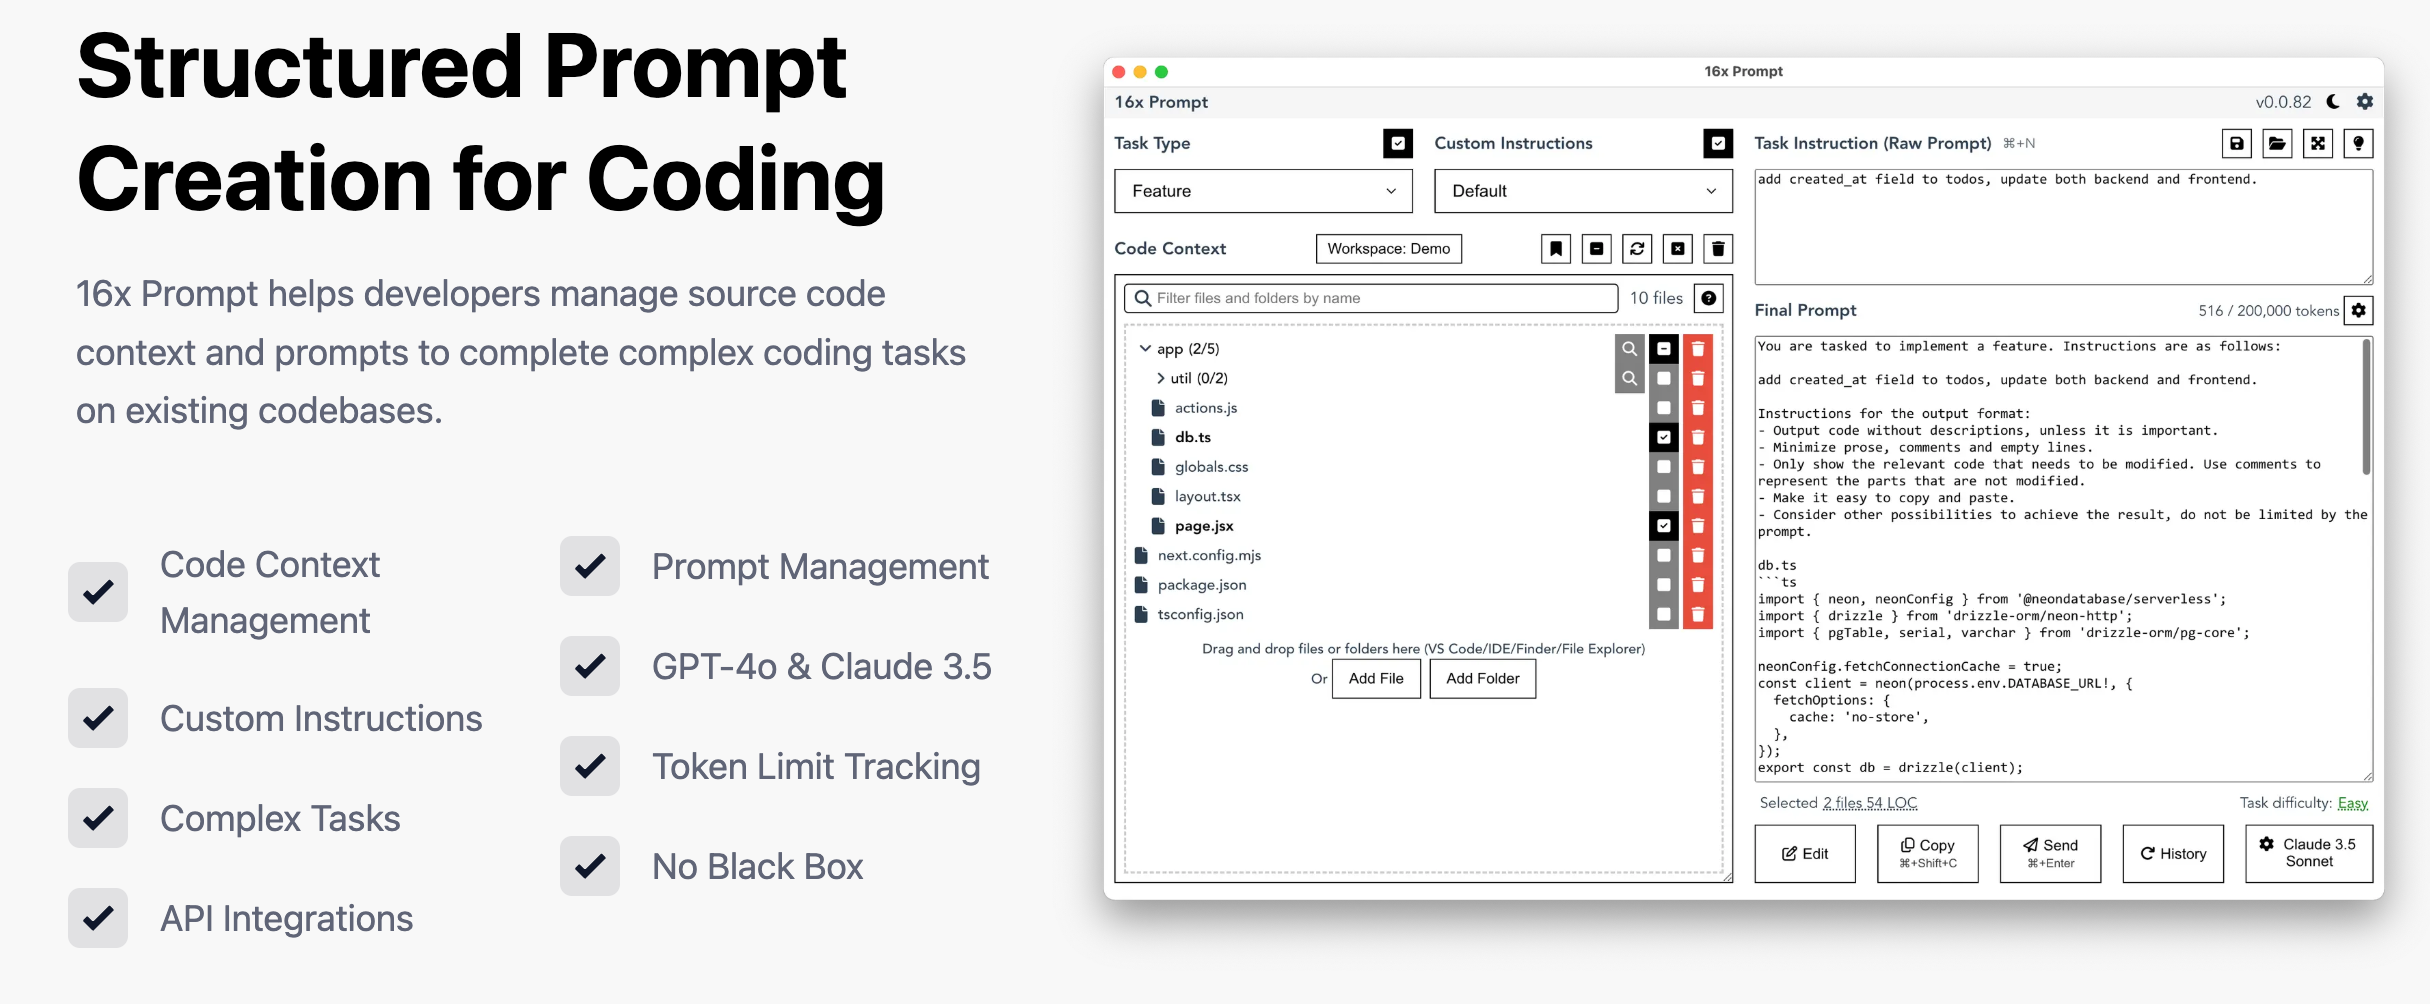 Structured Prompt
Creation for Coding
16x Prompt helps developers manage source code
context and prompts to complete complex coding tasks
on existing codebases.
Code Context
Management
Custom Instructions
Complex Tasks
API Integrations
Prompt Management
GPT-4o & Claude 3.5
Token Limit Tracking
No Black Box
16x Prompt
16x Prompt
v0.0.82
Task Type
Feature
Custom Instructions
Default
Code Context
Workspace: Demo
Filter files and folders by name
10 files
app (2/5)
util (0/2)
actions.js
db.ts
globals.css
layout.tsx
page.jsx
next.config.mjs
package.json
tsconfig.json
Drag and drop files or folders here (VS Code/IDE/Finder/File Explorer)
Or
Add File
Add Folder
Task Instruction (Raw Prompt) ⌘+N
add created_at field to todos, update both backend and frontend.
Final Prompt
516 / 200,000 tokens
You are tasked to implement a feature. Instructions are as follows:
add created_at field to todos, update both backend and frontend.
Instructions for the output format:
- Output code without descriptions, unless it is important.
- Minimize prose, comments and empty lines.
- Only show the relevant code that needs to be modified. Use comments to
represent the parts that are not modified.
- Make it easy to copy and paste.
- Consider other possibilities to achieve the result, do not be limited by the
prompt.
db.ts
```ts
import { neon, neonConfig } from '@neondatabase/serverless';
import { drizzle } from 'drizzle-orm/neon-http';
import { pgTable, serial, varchar } from 'drizzle-orm/pg-core';
neonConfig.fetchConnectionCache = true;
const client = neon(process.env.DATABASE_URL!, {
  fetchOptions: {
    cache: 'no-store',
  },
});
export const db = drizzle(client);
Selected 2 files 54 LOC
Task difficulty: Easy
Edit
Copy
⌘+Shift+C
Send
⌘+Enter
History
Claude 3.5
Sonnet